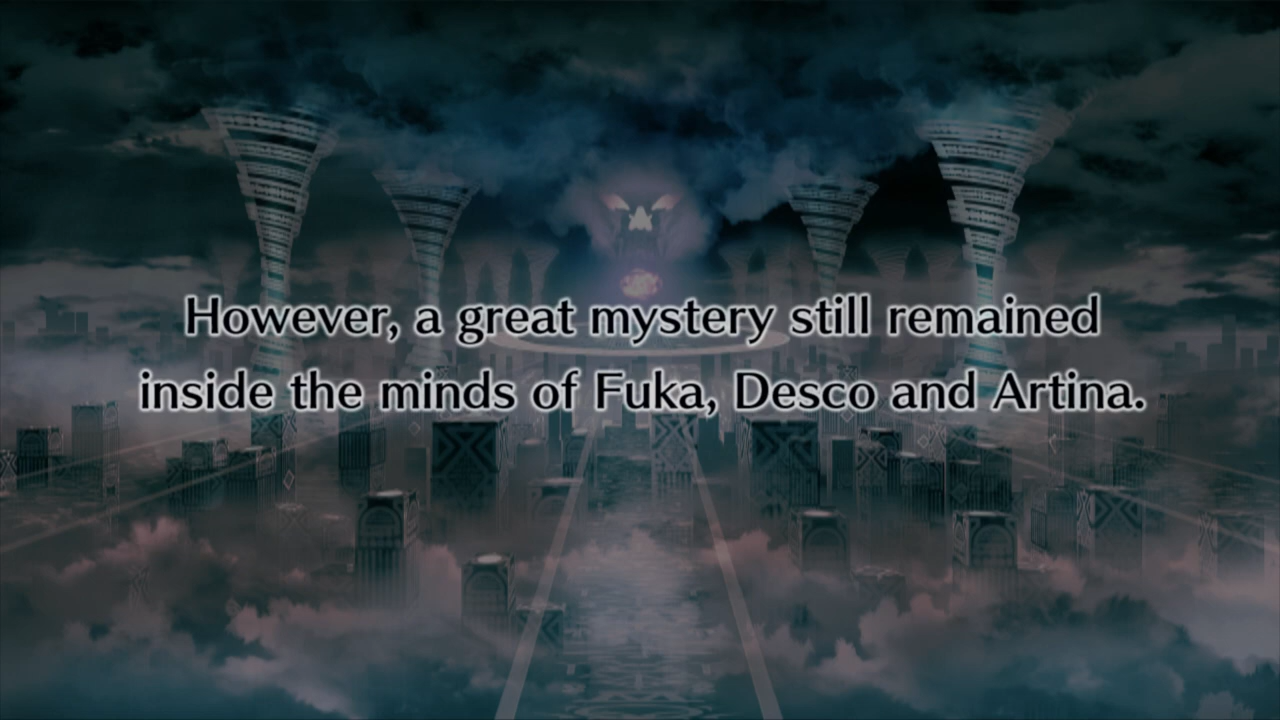 However, a great mystery still remained
inside the minds of Fuka, Desco and Artina.